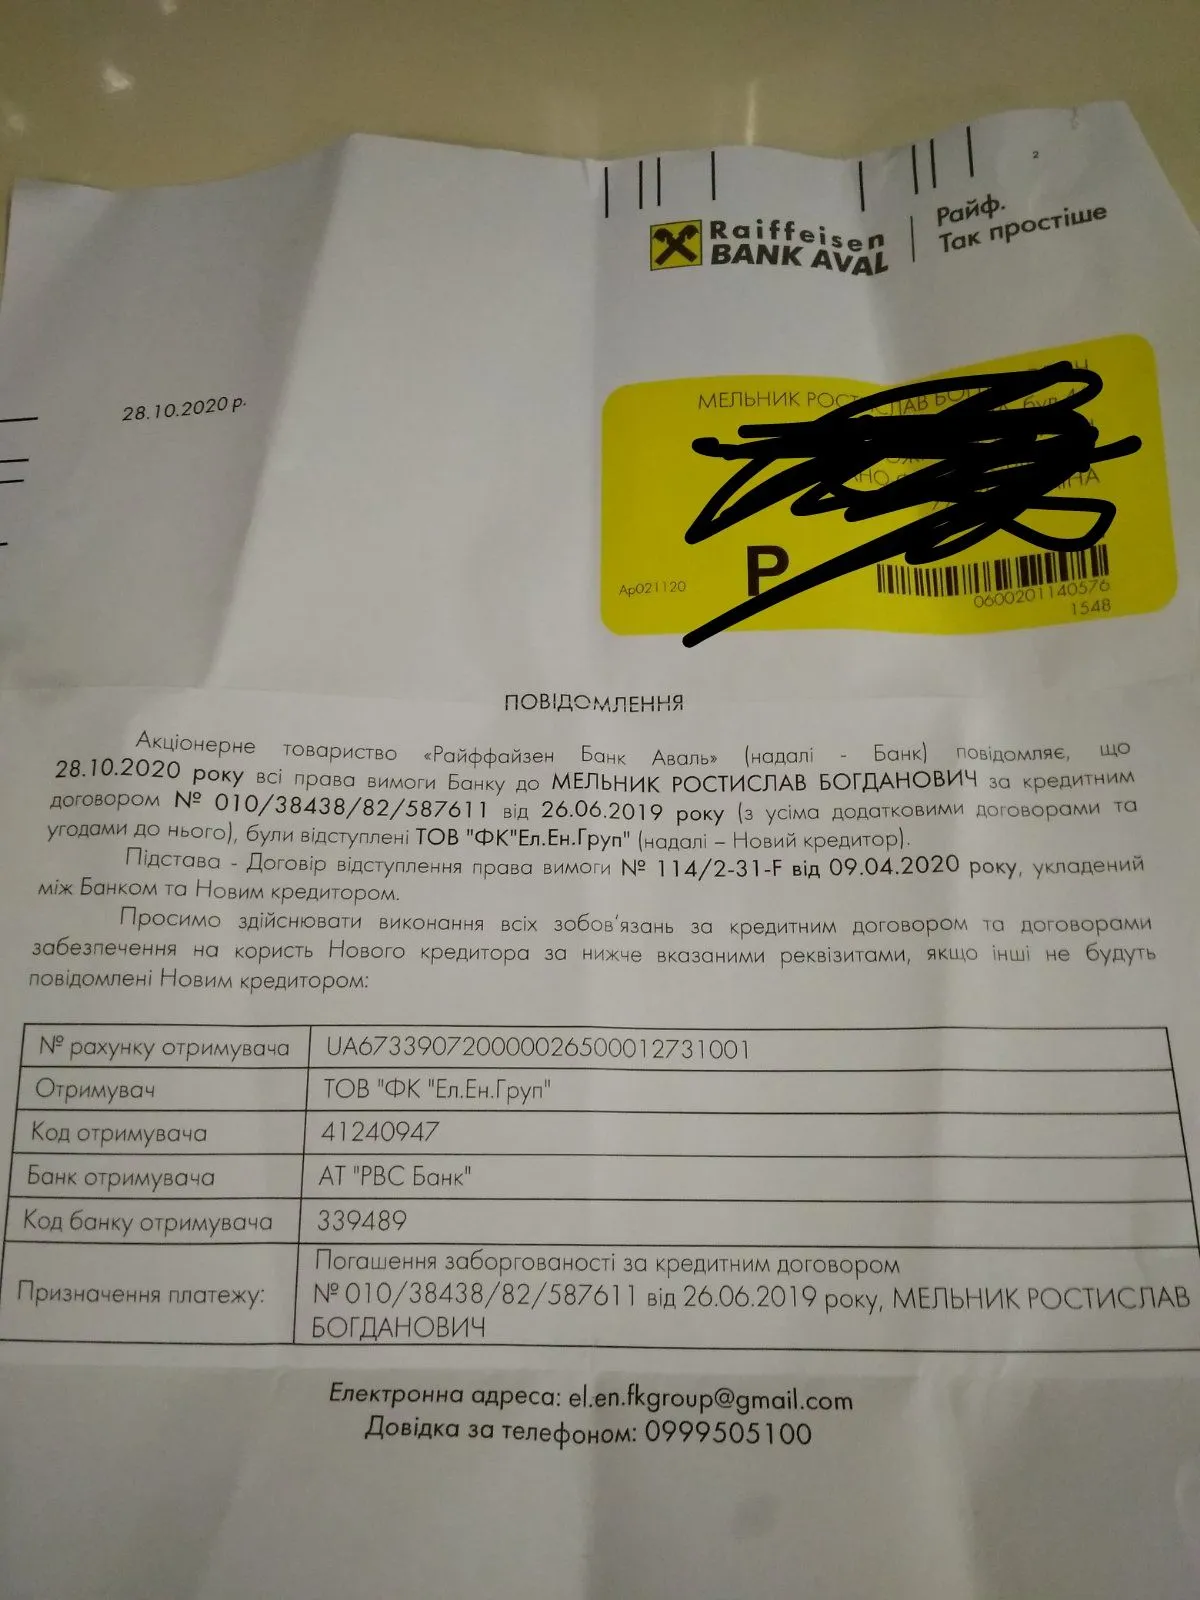 2
Raiffeisen
BANK AVAL
Райф.
Так простіше
28.10.2020 р.
МЕЛЬНИК
буд
Ар021120
P
0600201140576
1548
ПОВІДОМЛЕННЯ
Акціонерне товариство «Райффайзен Банк Аваль» (надалі - Банк) повідомляє, що
28.10.2020 року всі права вимоги Банку до МЕЛЬНИК РОСТИСЛАВ БОГДАНОВИЧ за кредитним
договором № 010/38438/82/587611 від 26.06.2019 року (з усіма додатковими договорами та
угодами до нього), були відступлені ТОВ "ФК"Ел.Ен.Груп" (надалі – Новий кредитор).
Підстава - Договір відступлення права вимоги № 114/2-31-F від 09.04.2020 року, укладений
між Банком та Новим кредитором.
Просимо здійснювати виконання всіх зобов’язань за кредитним договором та договорами
забезпечення на користь Нового кредитора за нижче вказаними реквізитами, якщо інші не будуть
повідомлені Новим кредитором:
№ рахунку отримувача UA673390720000026500012731001
Отримувач ТОВ "ФК "Ел.Ен.Груп"
Код отримувача 41240947
Банк отримувача АТ "РВС Банк"
Код банку отримувача 339489
Призначення платежу: Погашення заборгованості за кредитним договором
№ 010/38438/82/587611 від 26.06.2019 року, МЕЛЬНИК РОСТИСЛАВ
БОГДАНОВИЧ
Електронна адреса: el.en.fkgroup@gmail.com
Довідка за телефоном: 0999505100